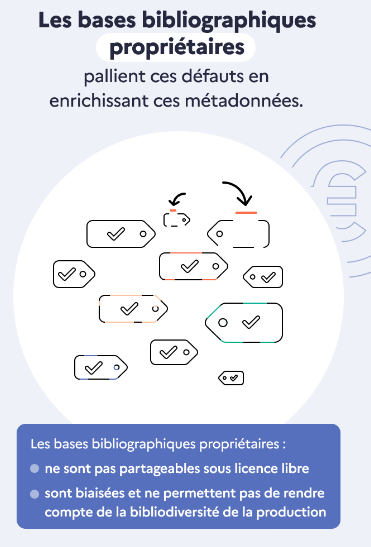 Les bases bibliographiques
propriétaires
pallient ces défauts en
enrichissant ces métadonnées.
Les bases bibliographiques propriétaires :
ne sont pas partageables sous licence libre
sont biaisées et ne permettent pas de rendre
compte de la bibliodiversité de la production